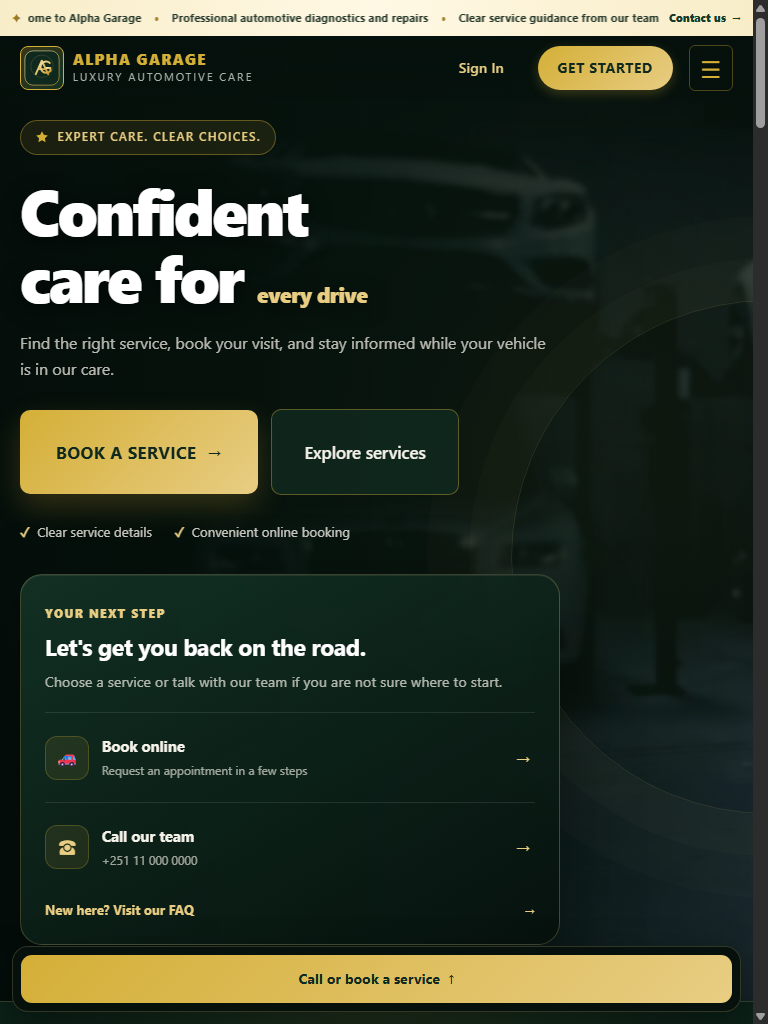 ome to Alpha Garage • Professional automotive diagnostics and repairs • Clear service guidance from our team Contact us →
ALPHA GARAGE
LUXURY AUTOMOTIVE CARE
Sign In
GET STARTED
EXPERT CARE. CLEAR CHOICES.
Confident
care for every drive
Find the right service, book your visit, and stay informed while your vehicle
is in our care.
BOOK A SERVICE →
Explore services
✓ Clear service details ✓ Convenient online booking
YOUR NEXT STEP
Let's get you back on the road.
Choose a service or talk with our team if you are not sure where to start.
Book online
Request an appointment in a few steps
→
Call our team
+251 11 000 0000
→
New here? Visit our FAQ →
Call or book a service ↑